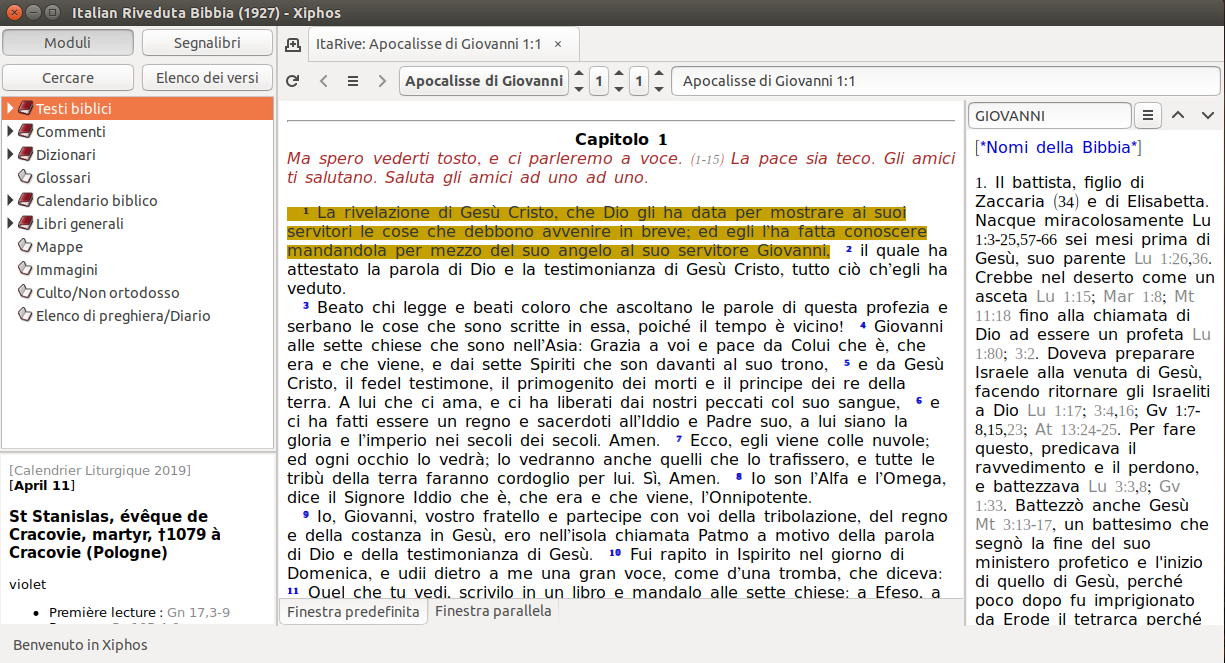 Italian Riveduta Bibbia (1927) - Xiphos
Moduli
Segnalibri
Cercare
Elenco dei versi
Testi biblici
Commenti
Dizionari
Glossari
Calendario biblico
Libri generali
Mappe
Immagini
Culto/Non ortodosso
Elenco di preghiera/Diario
[Calendrier Liturgique 2019]
[April 11]
St Stanislas, évêque de
Cracovie, martyr, †1079 à
Cracovie (Pologne)
violet
• Première lecture : Gn 17,3-9
ItaRive: Apocalisse di Giovanni 1:1 ×
Apocalisse di Giovanni 1 1 Apocalisse di Giovanni 1:1
Capitolo 1
Ma spero vederti tosto, e ci parleremo a voce. (1-15) La pace sia teco. Gli amici
ti salutano. Saluta gli amici ad uno ad uno.
1 La rivelazione di Gesù Cristo, che Dio gli ha data per mostrare ai suoi
servitori le cose che debbono avvenire in breve; ed egli l'ha fatta conoscere
mandandola per mezzo del suo angelo al suo servitore Giovanni, 2 il quale ha
attestato la parola di Dio e la testimonianza di Gesù Cristo, tutto ciò ch'egli ha
veduto.
3 Beato chi legge e beati coloro che ascoltano le parole di questa profezia e
serbano le cose che sono scritte in essa, poiché il tempo è vicino! 4 Giovanni
alle sette chiese che sono nell'Asia: Grazia a voi e pace da Colui che è, che
era e che viene, e dai sette Spiriti che son davanti al suo trono, 5 e da Gesù
Cristo, il fedel testimone, il primogenito dei morti e il principe dei re della
terra. A lui che ci ama, e ci ha liberati dai nostri peccati col suo sangue, 6 e
ci ha fatti essere un regno e sacerdoti all'Iddio e Padre suo, a lui siano la
gloria e l'imperio nei secoli dei secoli. Amen. 7 Ecco, egli viene colle nuvole;
ed ogni occhio lo vedrà; lo vedranno anche quelli che lo trafissero, e tutte le
tribù della terra faranno cordoglio per lui. Sì, Amen. 8 Io son l'Alfa e l'Omega,
dice il Signore Iddio che è, che era e che viene, l'Onnipotente.
9 Io, Giovanni, vostro fratello e partecipe con voi della tribolazione, del regno
e della costanza in Gesù, ero nell'isola chiamata Patmo a motivo della parola
di Dio e della testimonianza di Gesù. 10 Fui rapito in Ispirito nel giorno di
Domenica, e udii dietro a me una gran voce, come d'una tromba, che diceva:
11 Quel che tu vedi, scrivilo in un libro e mandalo alle sette chiese: a Efeso, a
Finestra predefinita
Finestra parallela
GIOVANNI
[*Nomi della Bibbia*]
1. Il battista, figlio di
Zaccaria (34) e di Elisabetta.
Nacque miracolosamente Lu
1:3-25,57-66 sei mesi prima di
Gesù, suo parente Lu 1:26,36.
Crebbe nel deserto come un
asceta Lu 1:15; Mar 1:8; Mt
11:18 fino alla chiamata di
Dio ad essere un profeta Lu
1:80; 3:2. Doveva preparare
Israele alla venuta di Gesù,
facendo ritornare gli Israeliti
a Dio Lu 1:17; 3:4,16; Gv 1:7-
8,15,23; At 13:24-25. Per fare
questo, predicava il
ravvedimento e il perdono,
e battezzava Lu 3:3,8; Gv
1:33. Battezzò anche Gesù
Mt 3:13-17, un battesimo che
segnò la fine del suo
ministero profetico e l'inizio
di quello di Gesù, perché
poco dopo fu imprigionato
da Erode il tetrarca perché
Benvenuto in Xiphos